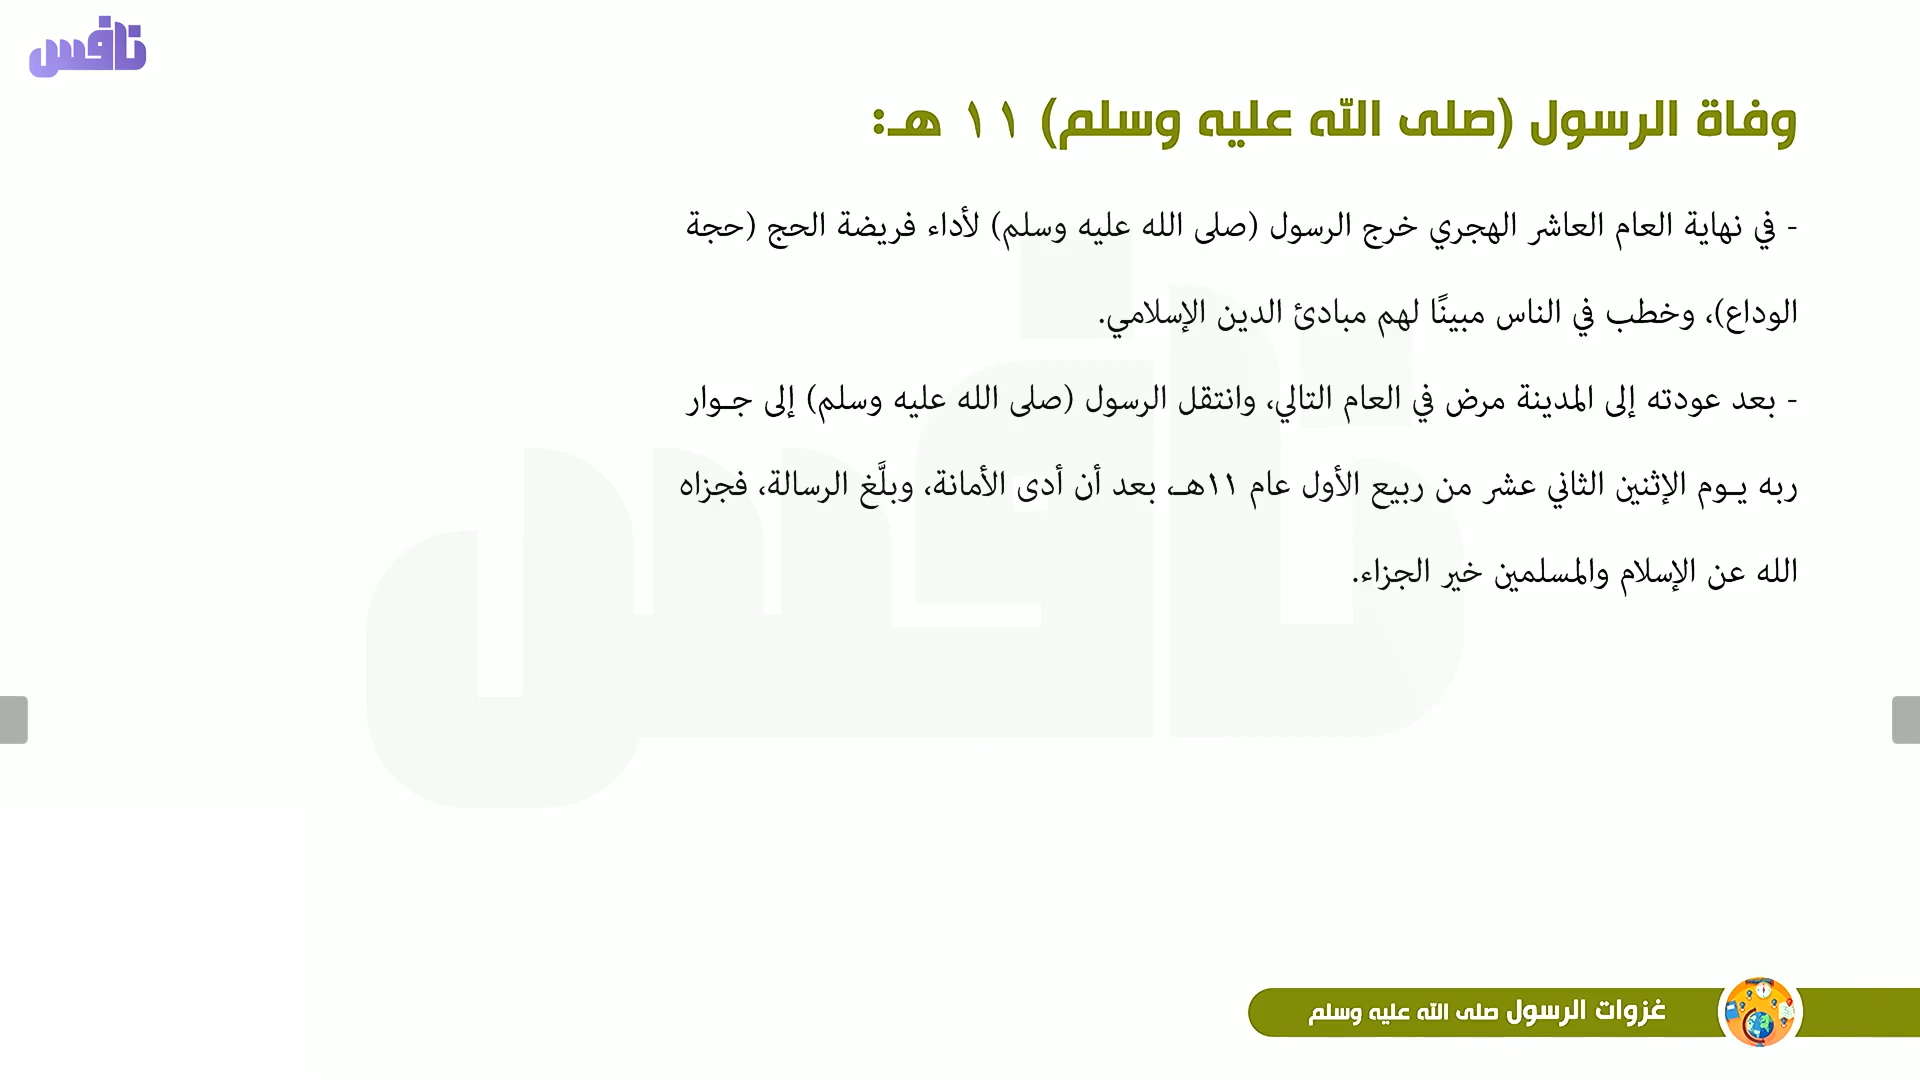 نافس
وفاة الرسول (صلى الله عليه وسلم) ١١ هـ:
- في نهاية العام العاشر الهجري خرج الرسول (صلى الله عليه وسلم) لأداء فريضة الحج (حجة
الوداع)، وخطب في الناس مبينًا لهم مبادئ الدين الإسلامي.
- بعد عودته إلى المدينة مرض في العام التالي، وانتقل الرسول (صلى الله عليه وسلم) إلى جـوار
ربه يـوم الإثنين الثاني عشر من ربيع الأول عام ١١هـ، بعد أن أدى الأمانة، وبلَّغ الرسالة، فجزاه
الله عن الإسلام والمسلمين خير الجزاء.
غزوات الرسول صلى الله عليه وسلم